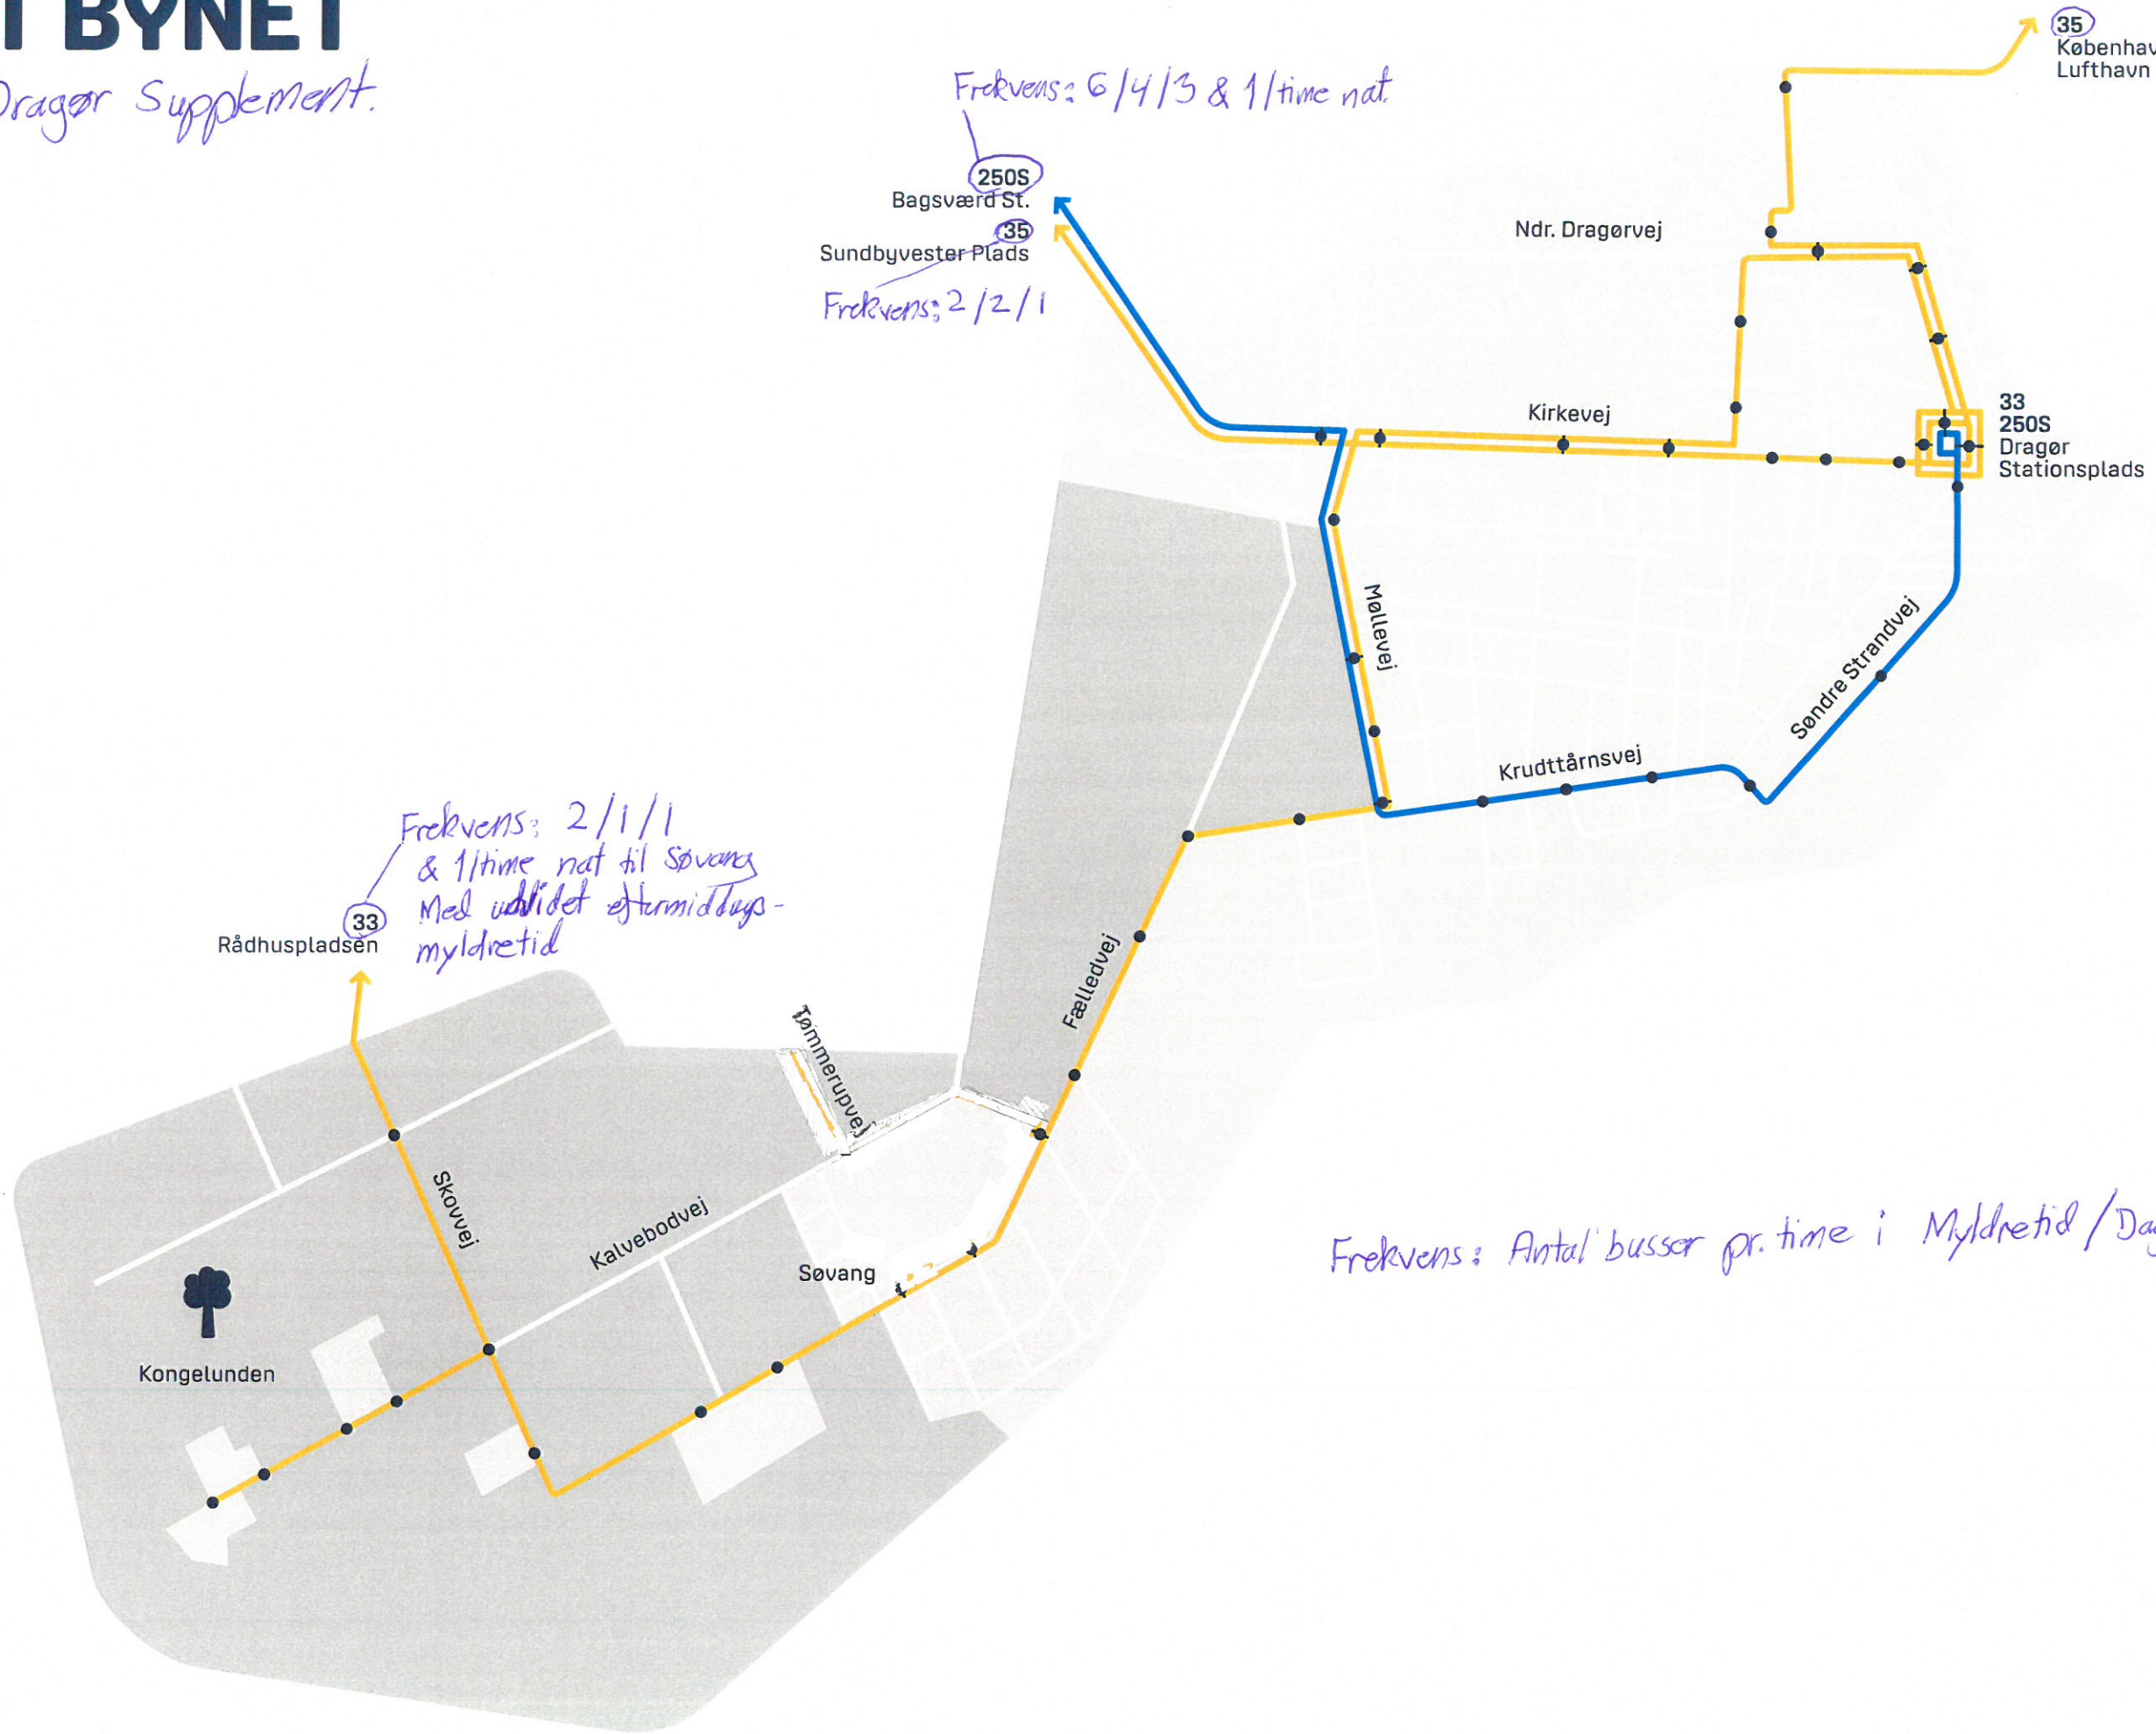 BYNET
Dragør Supplement.
Frekvens: 6/4/3 & 1/time nat.
250S
Bagsværd St.
35
Sundbyvester Plads
Frekvens: 2/2/1
35
Københav
Lufthavn
Ndr. Dragørvej
Kirkevej
33
250S
Dragør
Stationsplads
Møllevej
Søndre Strandvej
Krudttårnsvej
Frekvens: 2/1/1
& 1/time nat til Søvang
Med udvidet eftermiddags-
myldretid
33
Rådhuspladsen
Fælledvej
Tømmerupvej
Skovvej
Kalvebodvej
Søvang
Kongelunden
Frekvens: Antal busser pr. time i Myldretid / Da